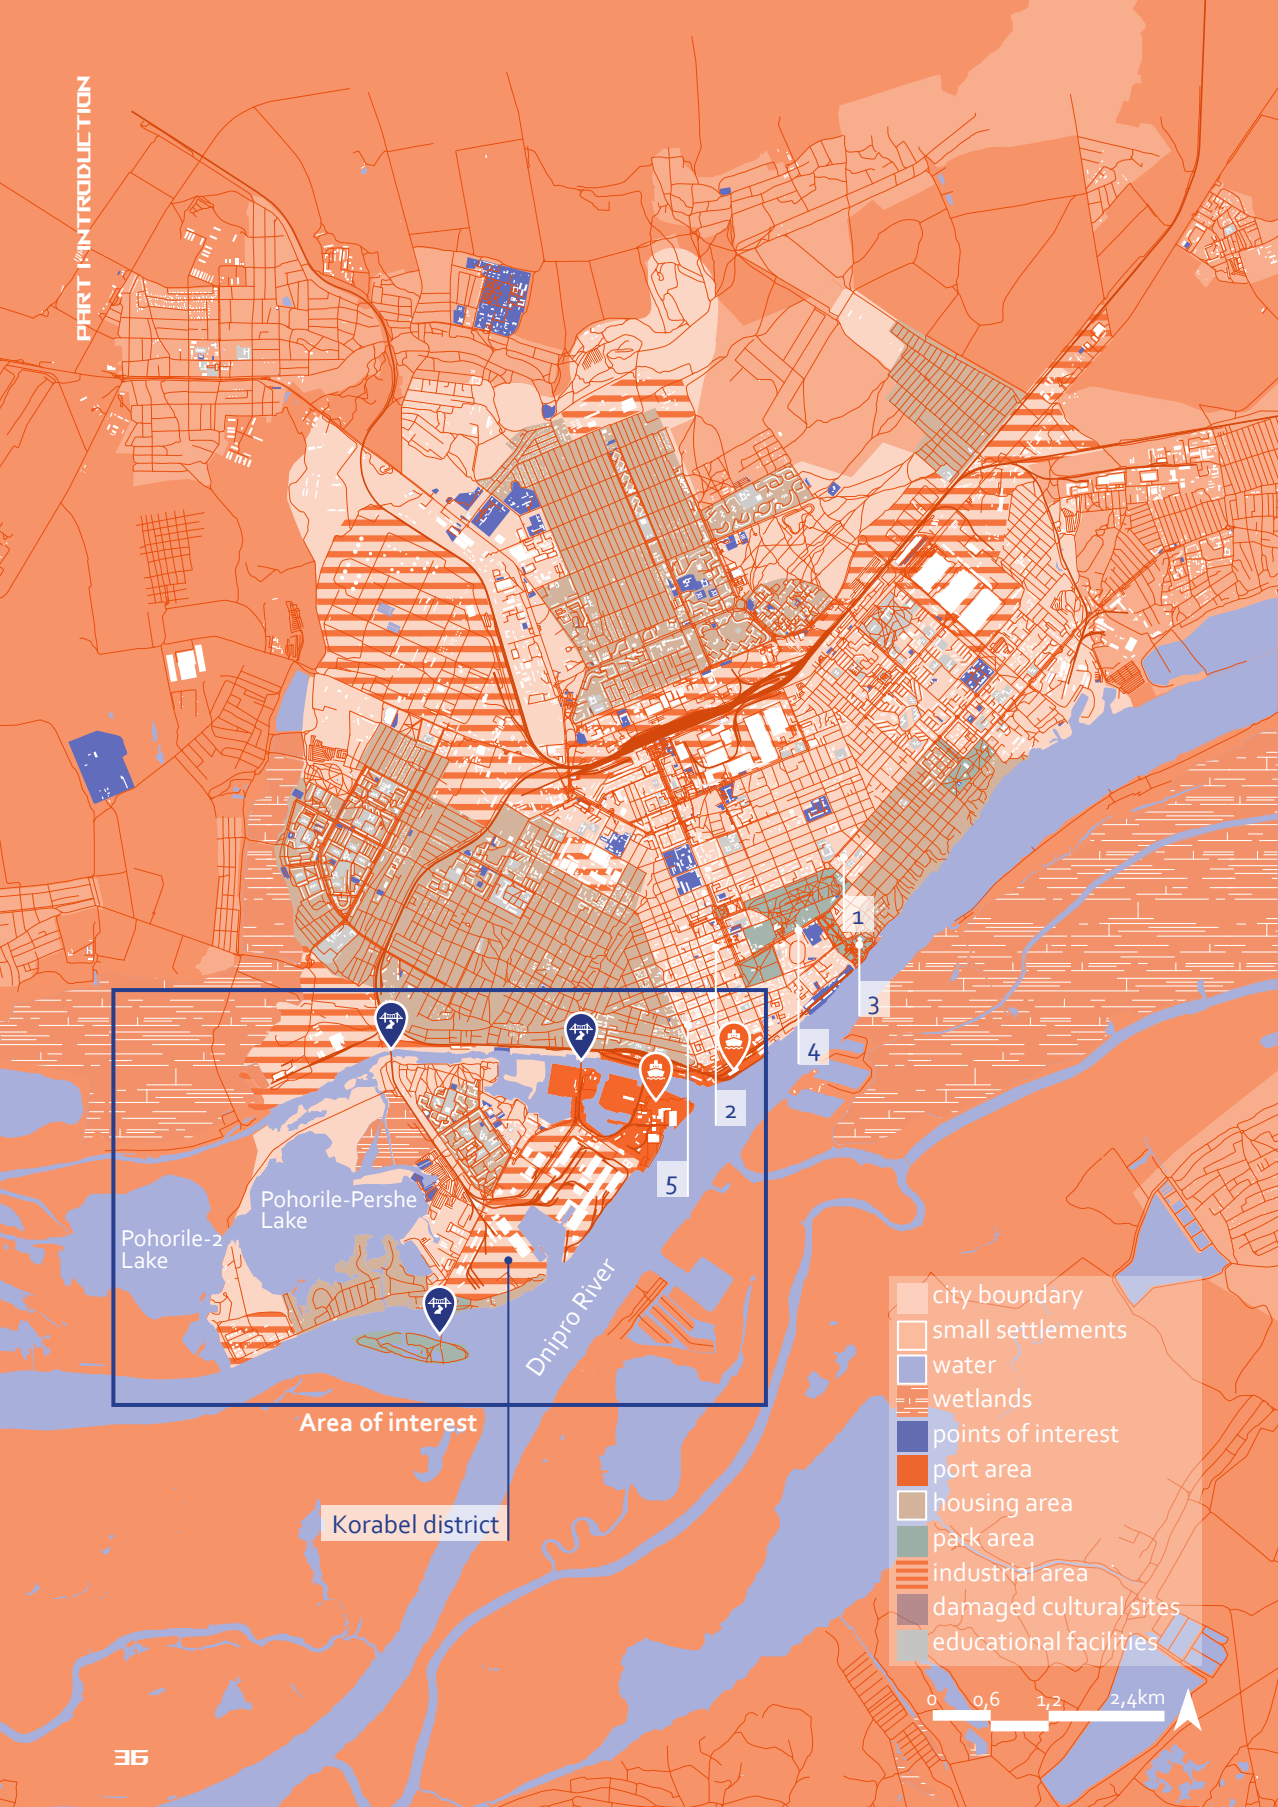 PART I: INTRODUCTION
1
3
4
2
5
Pohorile-Pershe
Lake
Pohorile-2
Lake
Dnipro River
Area of interest
Korabel district
city boundary
small settlements
water
wetlands
points of interest
port area
housing area
park area
industrial area
damaged cultural sites
educational facilities
0 0,6 1,2 2,4km
36